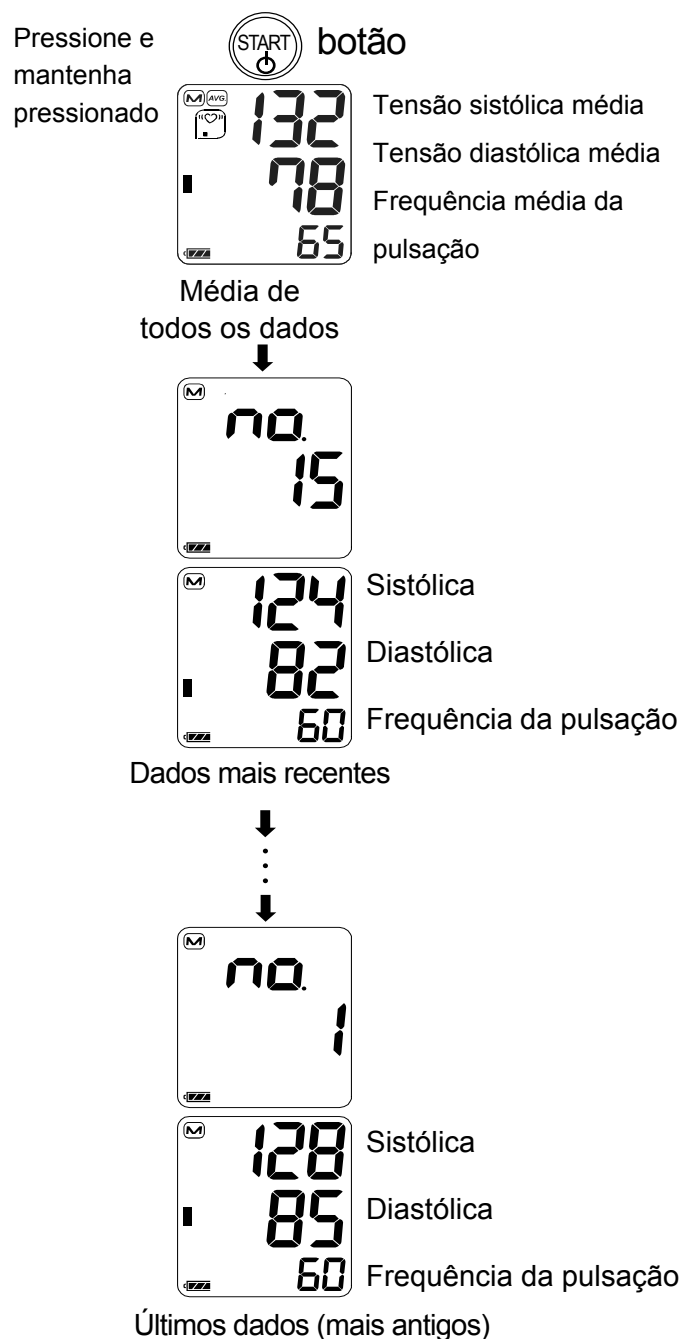 Pressione e
mantenha
pressionado
START
botão
M AVG.
132
78
65
Tensão sistólica média
Tensão diastólica média
Frequência média da
pulsação
Média de
todos os dados
M
no.
15
M
124
82
60
Sistólica
Diastólica
Frequência da pulsação
Dados mais recentes
M
no.
1
M
128
85
60
Sistólica
Diastólica
Frequência da pulsação
Últimos dados (mais antigos)